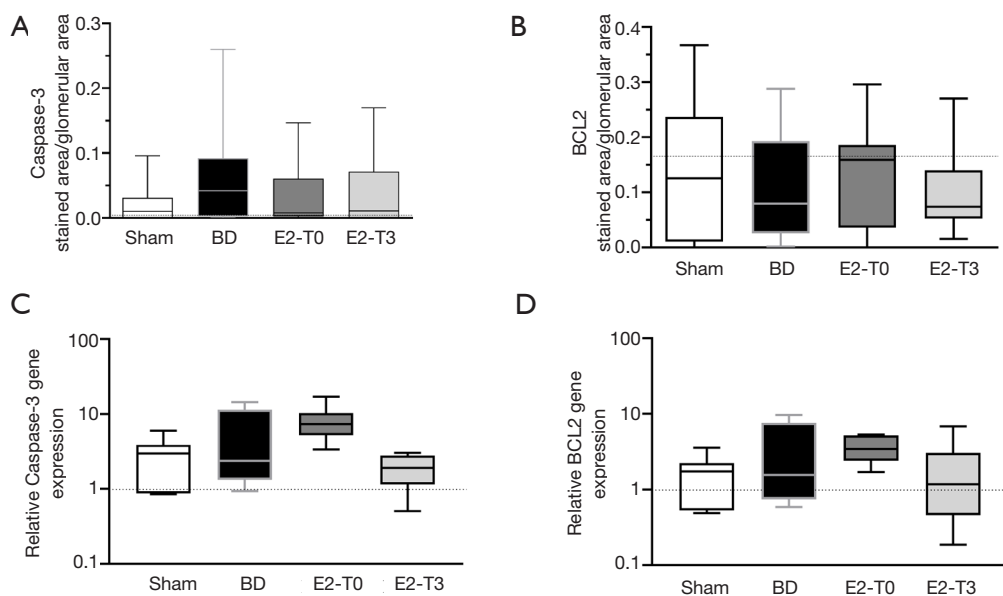 A
Caspase-3
stained area/glomerular area
0.3
0.2
0.1
0.0
Sham
BD
E2-T0
E2-T3
B
BCL2
stained area/glomerular area
0.4
0.3
0.2
0.1
0.0
Sham
BD
E2-T0
E2-T3
C
Relative Caspase-3 gene
expression
100
10
1
0.1
Sham
BD
E2-T0
E2-T3
D
Relative BCL2 gene
expression
100
10
1
0.1
Sham
BD
E2-T0
E2-T3